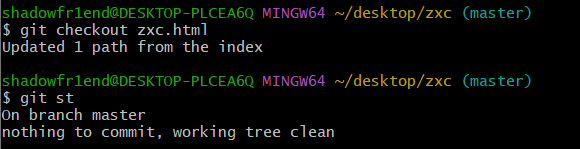 shadowfr1end@DESKTOP-PLCEA6Q MINGW64 ~/desktop/zxc (master)
$ git checkout zxc.html
Updated 1 path from the index
shadowfr1end@DESKTOP-PLCEA6Q MINGW64 ~/desktop/zxc (master)
$ git st
On branch master
nothing to commit, working tree clean